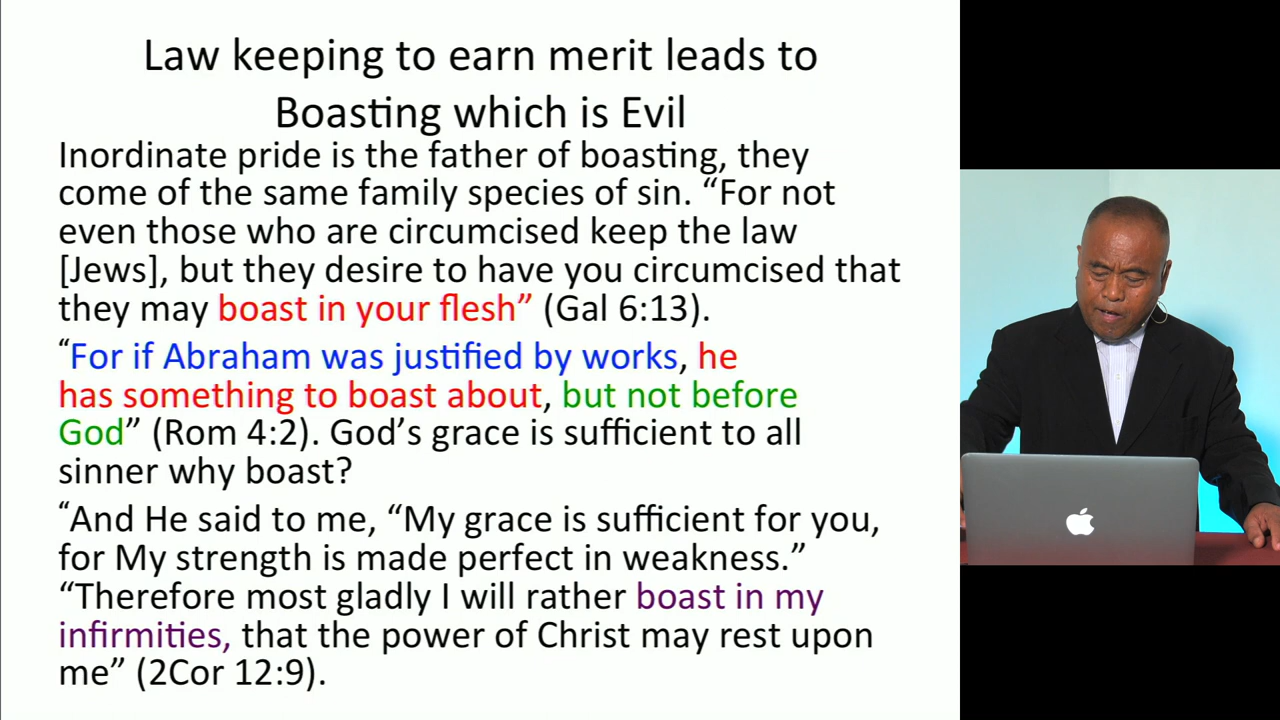 Law keeping to earn merit leads to
Boasting which is Evil
Inordinate pride is the father of boasting, they
come of the same family species of sin. “For not
even those who are circumcised keep the law
[Jews], but they desire to have you circumcised that
they may boast in your flesh” (Gal 6:13).
“For if Abraham was justified by works, he
has something to boast about, but not before
God” (Rom 4:2). God’s grace is sufficient to all
sinner why boast?
“And He said to me, “My grace is sufficient for you,
for My strength is made perfect in weakness.”
“Therefore most gladly I will rather boast in my
infirmities, that the power of Christ may rest upon
me” (2Cor 12:9).